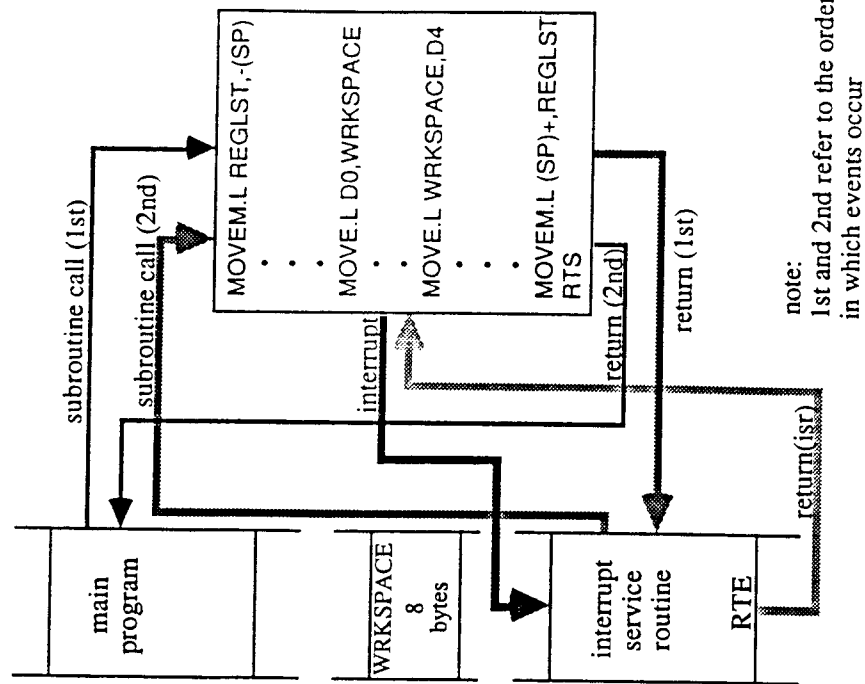 main
program
WRKSPACE
8
bytes
interrupt
service
routine
RTE
subroutine call (1st)
subroutine call (2nd)
interrupt
MOVEM.L REGLST,-(SP)
. . . .
MOVE.L D0,WRKSPACE
. .
MOVE.L WRKSPACE,D4
. . . .
MOVEM.L (SP)+,REGLST
RTS
return (2nd)
return (1st)
return(isr)
note:
1st and 2nd refer to the order
in which events occur